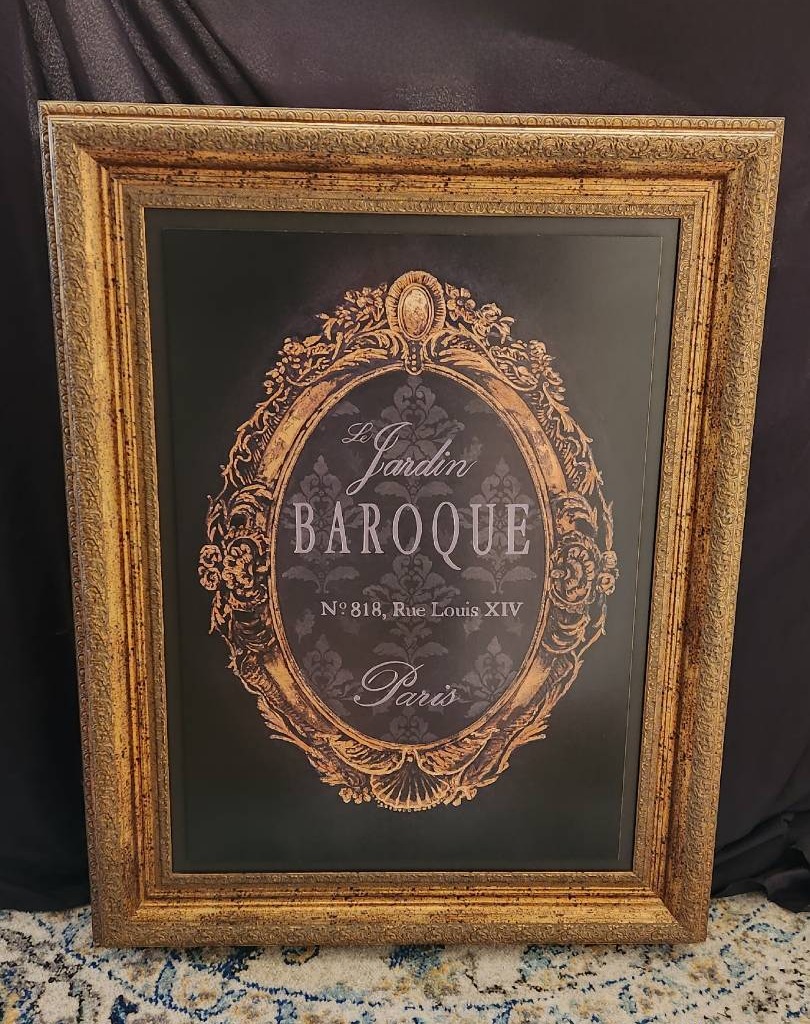 Le Jardin
BAROQUE
Nº 818, Rue Louis XIV
Paris